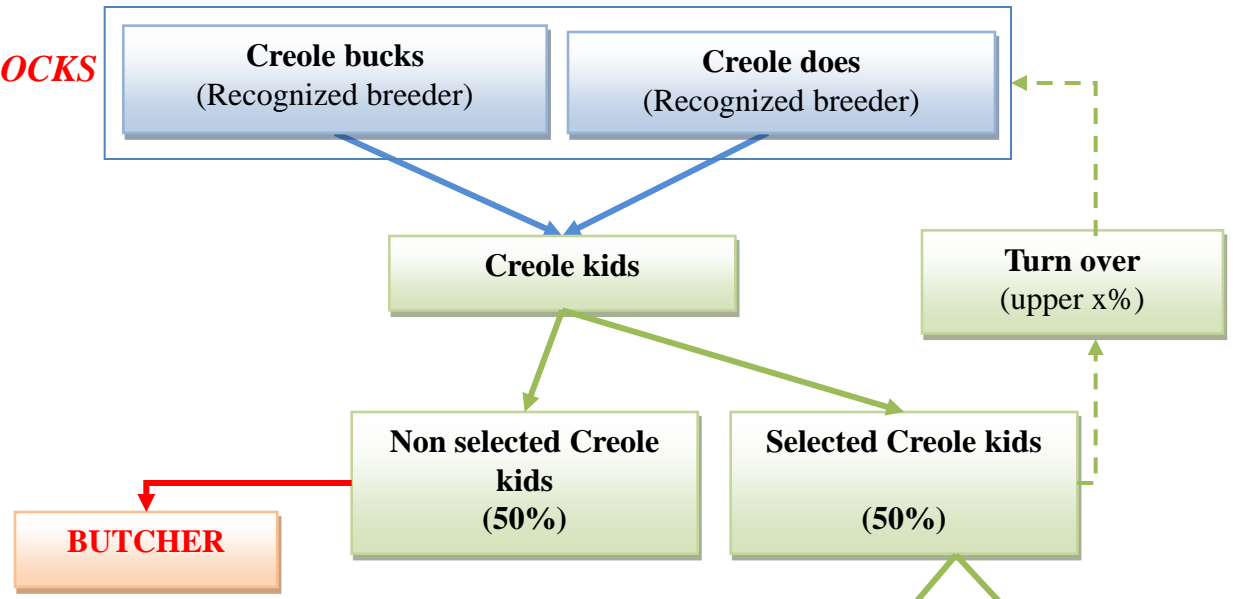 OCKS
Creole bucks
(Recognized breeder)
Creole does
(Recognized breeder)
Creole kids
Turn over
(upper x%)
Non selected Creole
kids
(50%)
Selected Creole kids
(50%)
BUTCHER